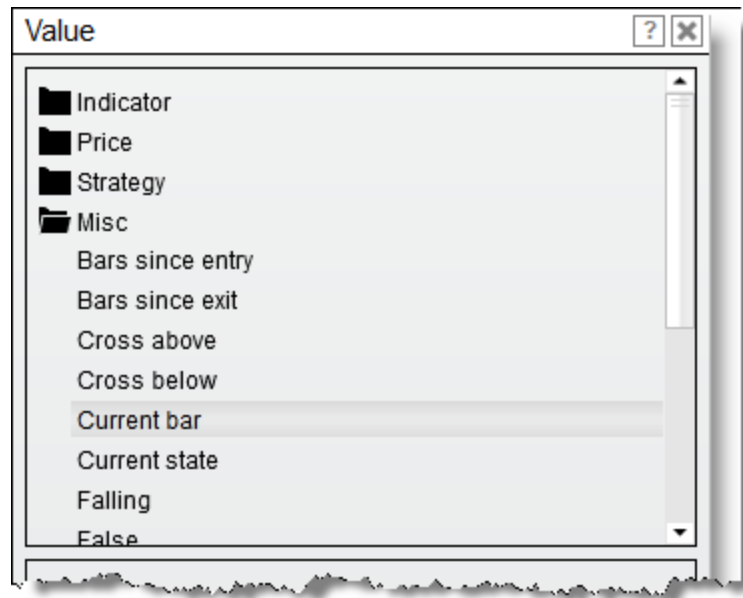 Value
Indicator
Price
Strategy
Misc
Bars since entry
Bars since exit
Cross above
Cross below
Current bar
Current state
Falling
False